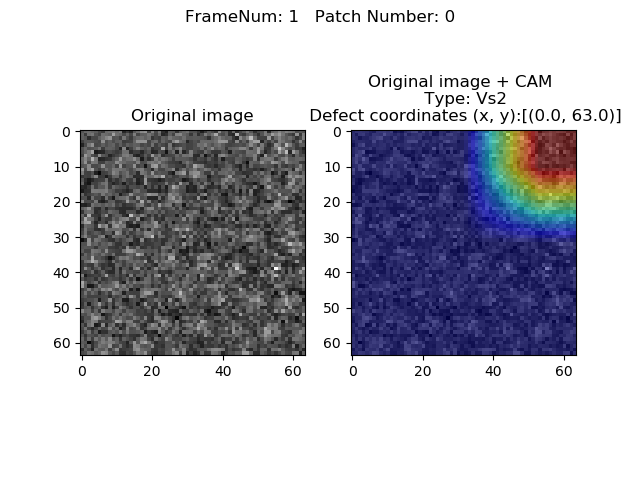 FrameNum: 1   Patch Number: 0
Original image
0
10
20
30
40
50
60
0 20 40 60
Original image + CAM
Type: Vs2
Defect coordinates (x, y):[(0.0, 63.0)]
0
10
20
30
40
50
60
0 20 40 60